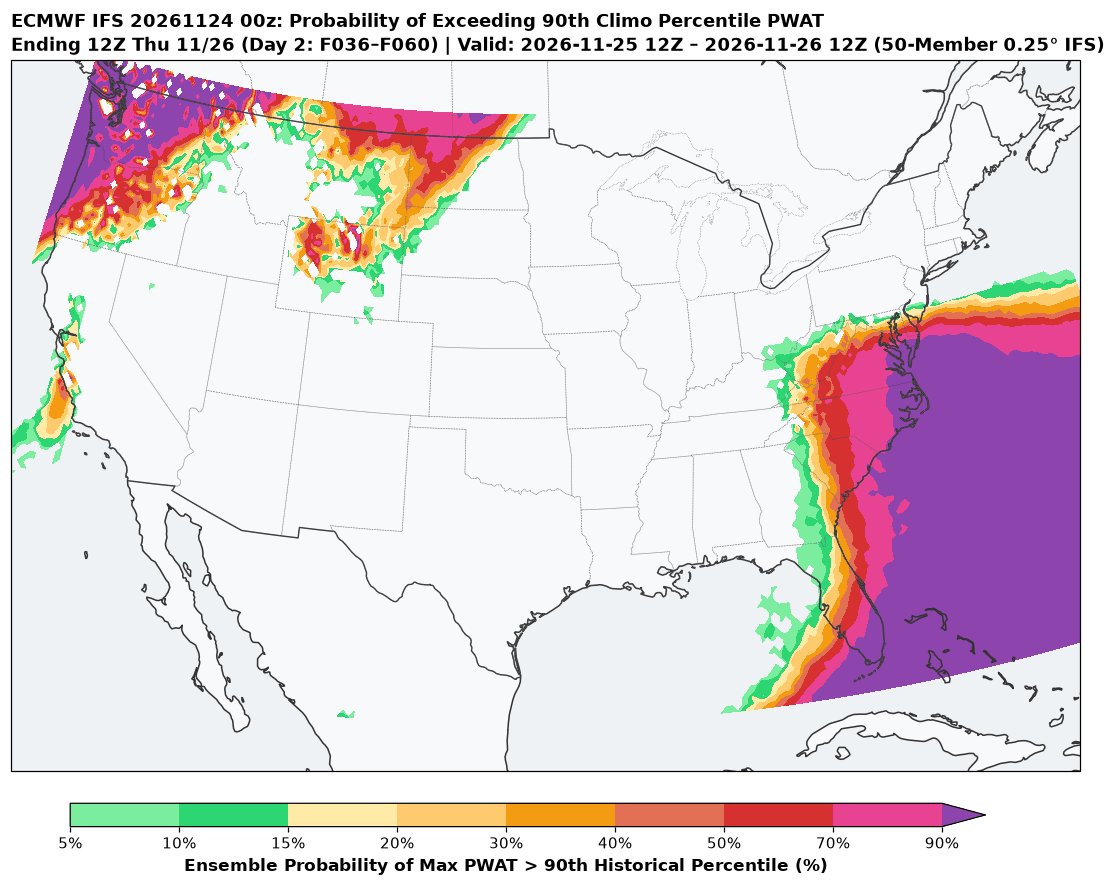 ECMWF IFS 20261124 00z: Probability of Exceeding 90th Climo Percentile PWAT
Ending 12Z Thu 11/26 (Day 2: F036–F060) | Valid: 2026-11-25 12Z – 2026-11-26 12Z (50-Member 0.25° IFS)
5% 10% 15% 20% 30% 40% 50% 70% 90%
Ensemble Probability of Max PWAT > 90th Historical Percentile (%)